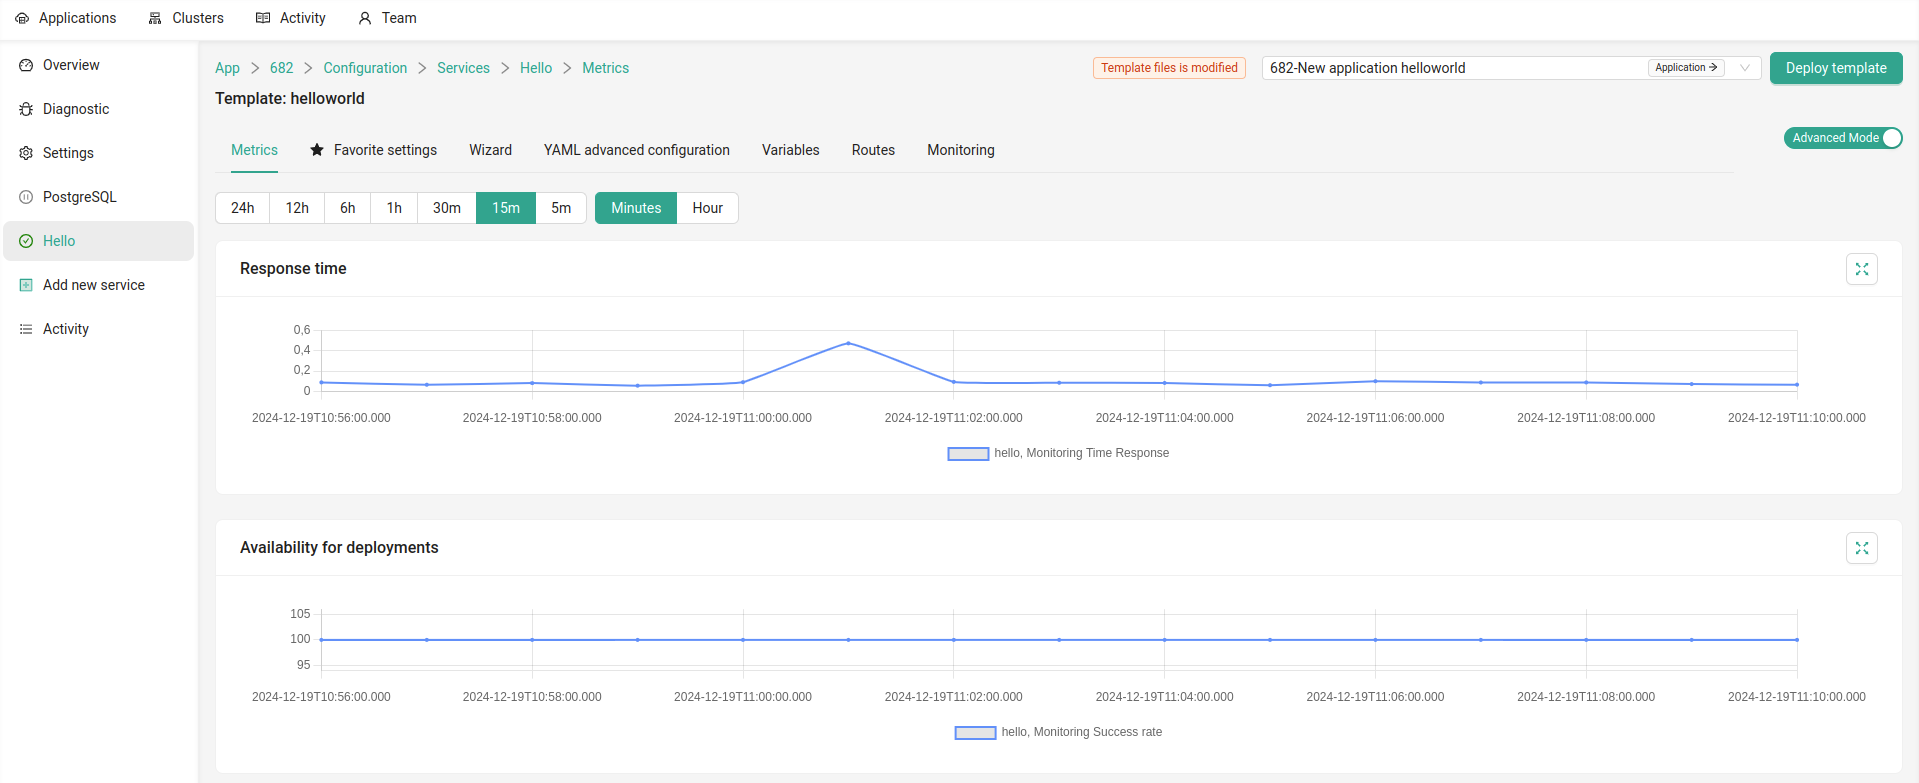 Applications Clusters Activity Team
Overview
Diagnostic
Settings
PostgreSQL
Hello
Add new service
Activity
App > 682 > Configuration > Services > Hello > Metrics
Template files is modified
682-New application helloworld
Application →
Deploy template
Template: helloworld
Advanced Mode
Metrics Favorite settings Wizard YAML advanced configuration Variables Routes Monitoring
24h 12h 6h 1h 30m 15m 5m Minutes Hour
Response time
0,6
0,4
0,2
0
2024-12-19T10:56:00.000 2024-12-19T10:58:00.000 2024-12-19T11:00:00.000 2024-12-19T11:02:00.000 2024-12-19T11:04:00.000 2024-12-19T11:06:00.000 2024-12-19T11:08:00.000 2024-12-19T11:10:00.000
hello, Monitoring Time Response
Availability for deployments
105
100
95
2024-12-19T10:56:00.000 2024-12-19T10:58:00.000 2024-12-19T11:00:00.000 2024-12-19T11:02:00.000 2024-12-19T11:04:00.000 2024-12-19T11:06:00.000 2024-12-19T11:08:00.000 2024-12-19T11:10:00.000
hello, Monitoring Success rate